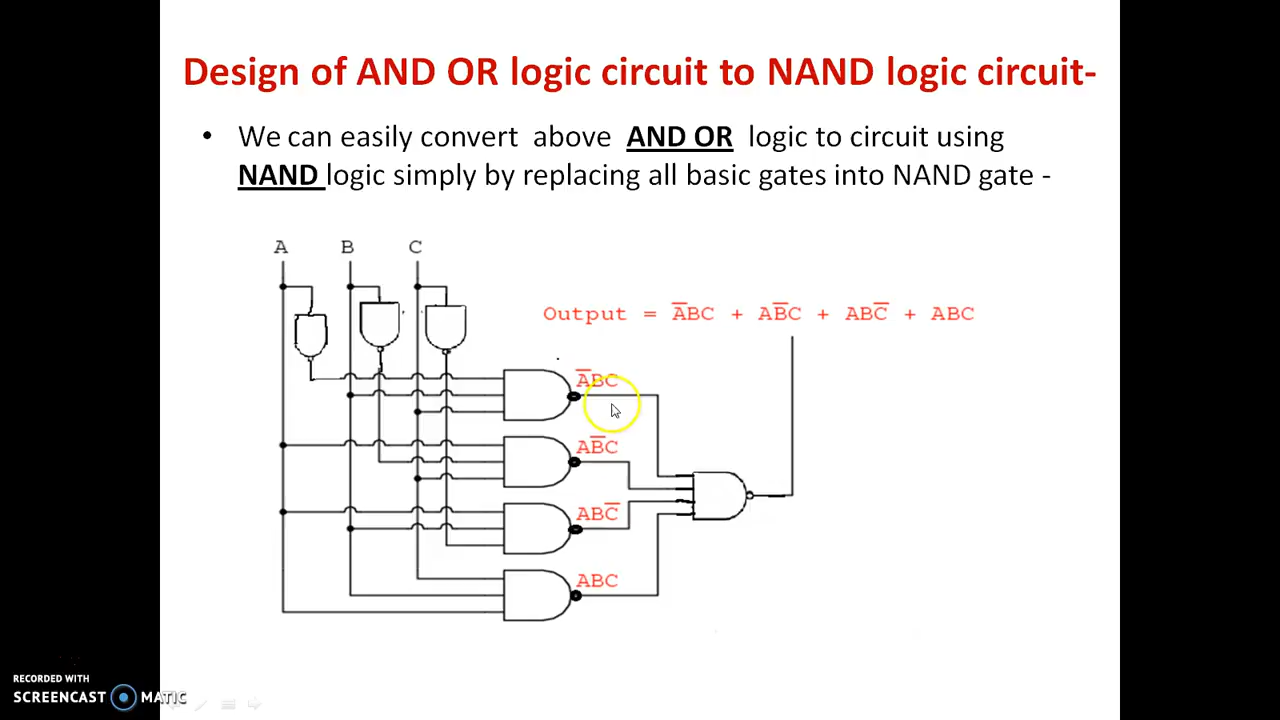 Design of AND OR logic circuit to NAND logic circuit-
• We can easily convert above AND OR logic to circuit using
NAND logic simply by replacing all basic gates into NAND gate -
A B C
Output = A̅BC + AB̅C + ABC̅ + ABC
A̅BC
AB̅C
ABC̅
ABC
RECORDED WITH
SCREENCAST MATIC